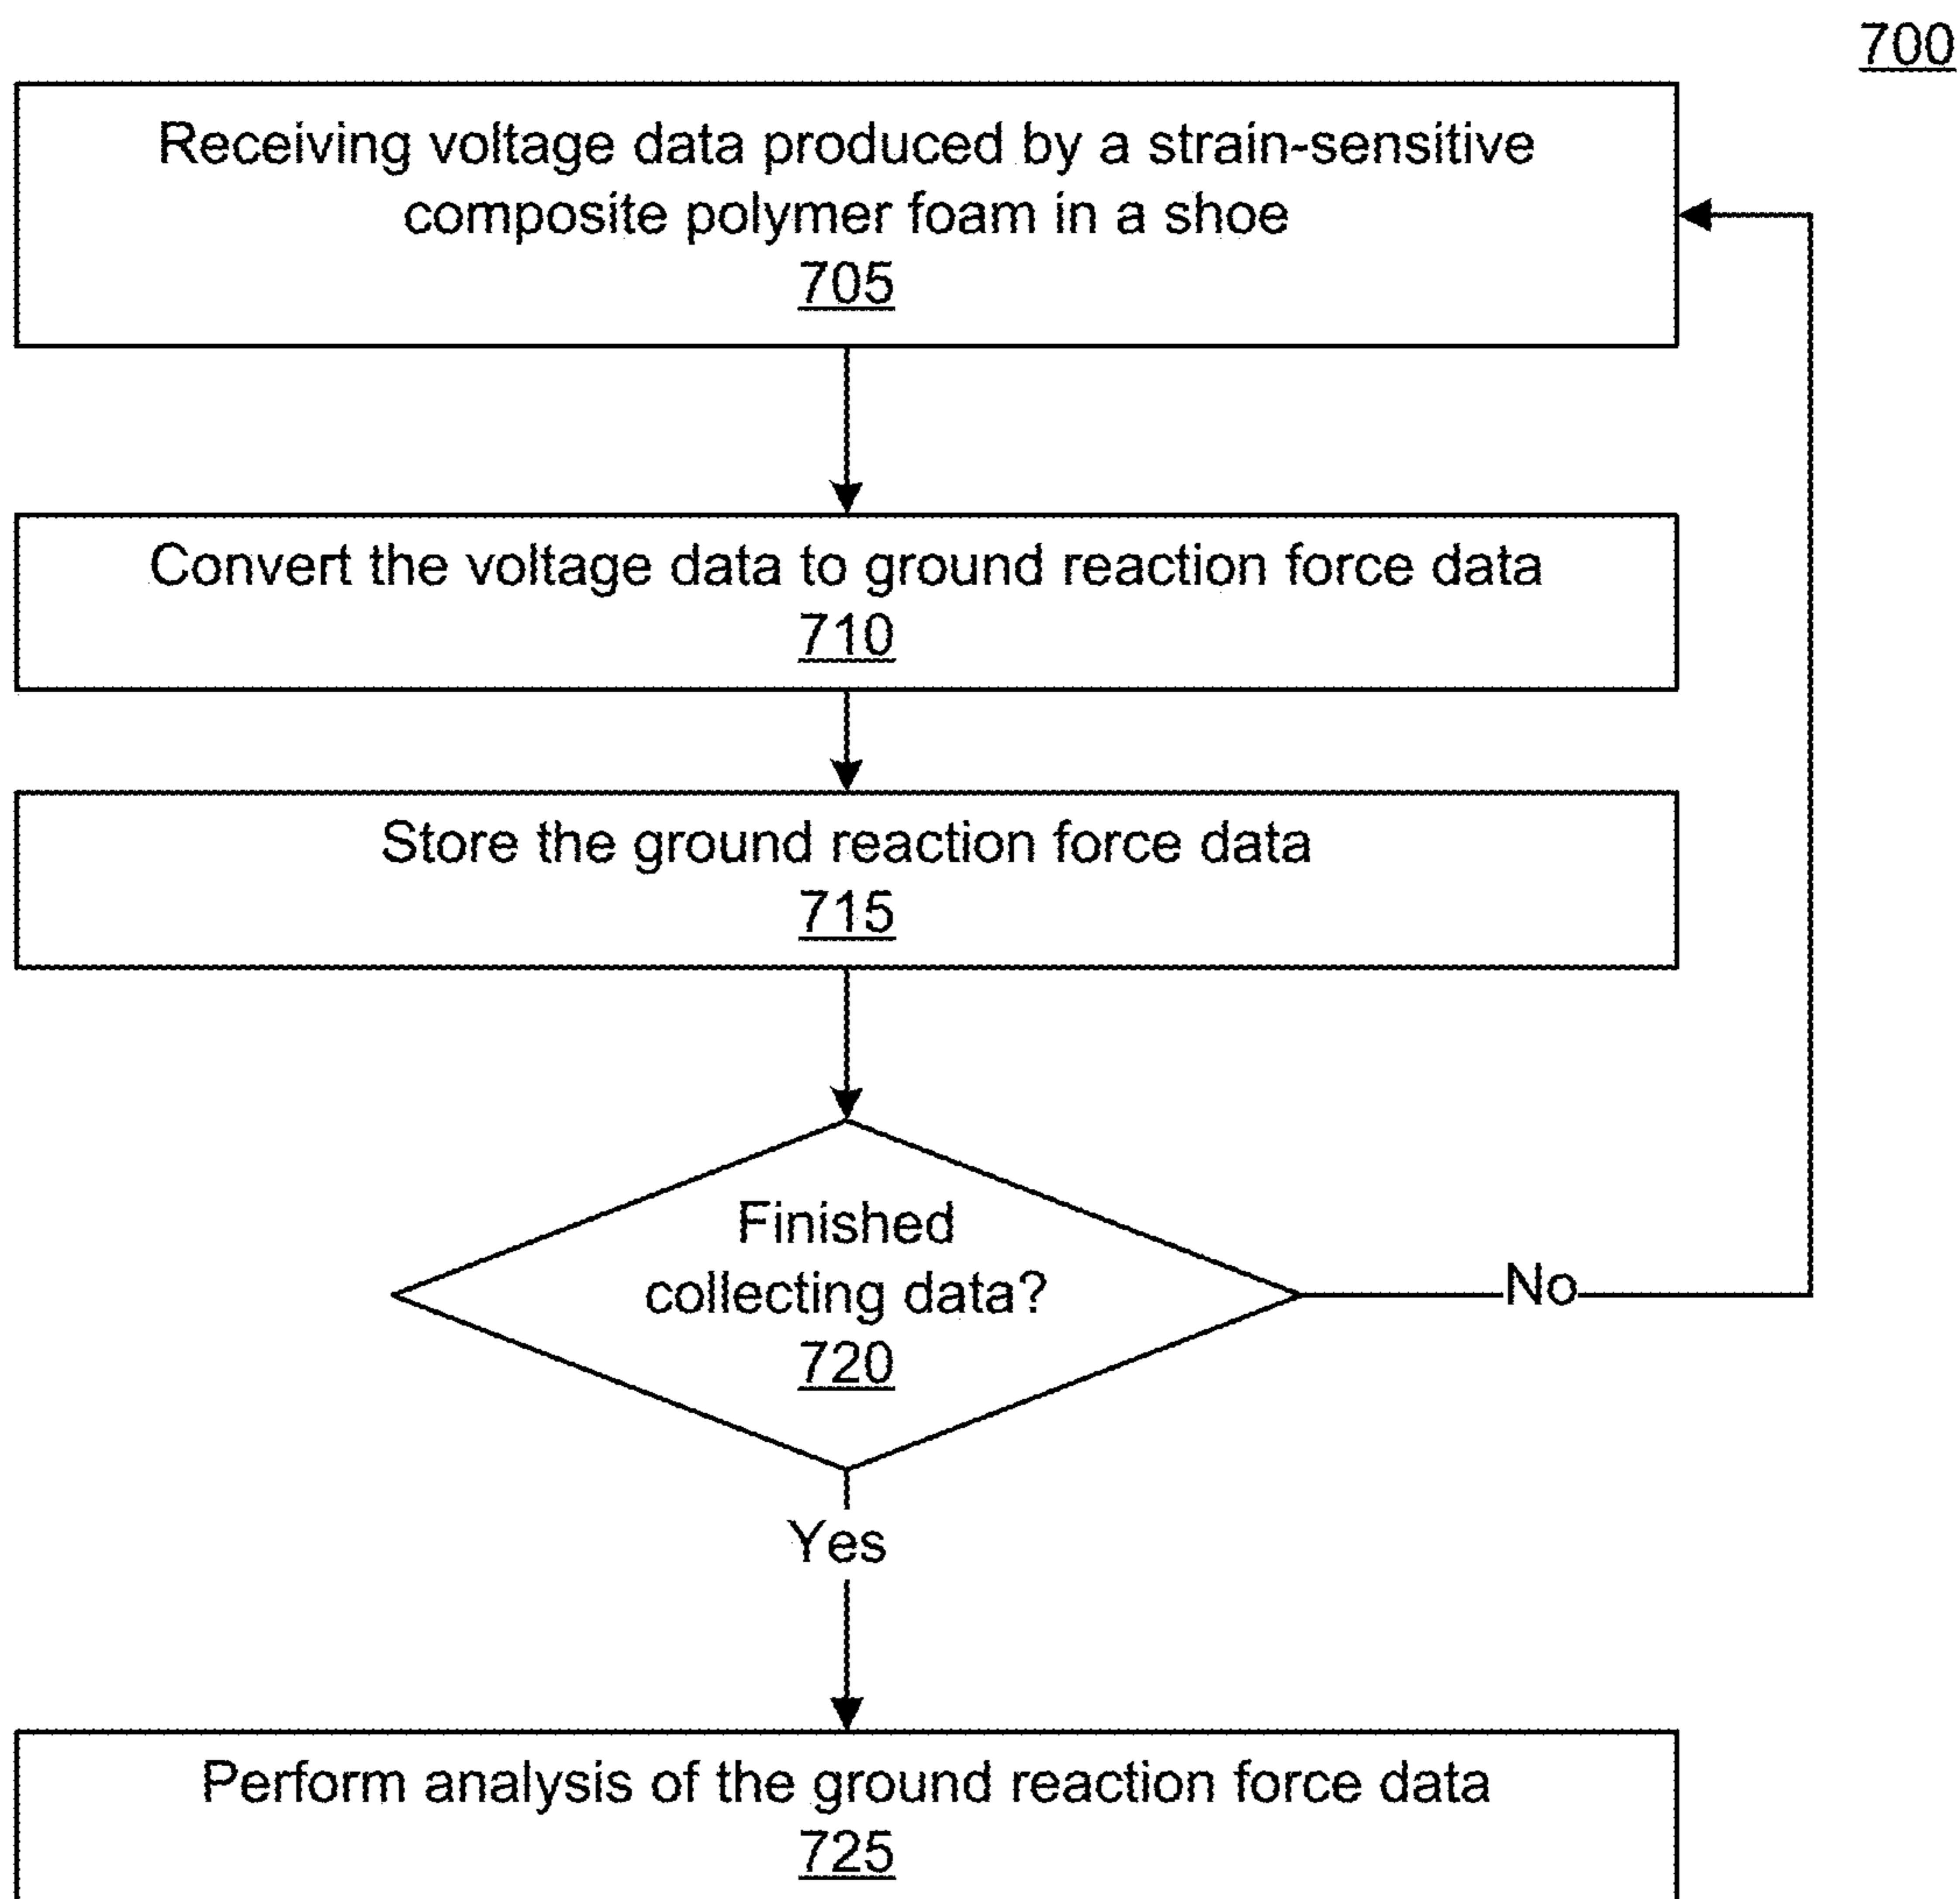 700
Receiving voltage data produced by a strain-sensitive
composite polymer foam in a shoe
705
Convert the voltage data to ground reaction force data
710
Store the ground reaction force data
715
Finished
collecting data?
720
No
Yes
Perform analysis of the ground reaction force data
725